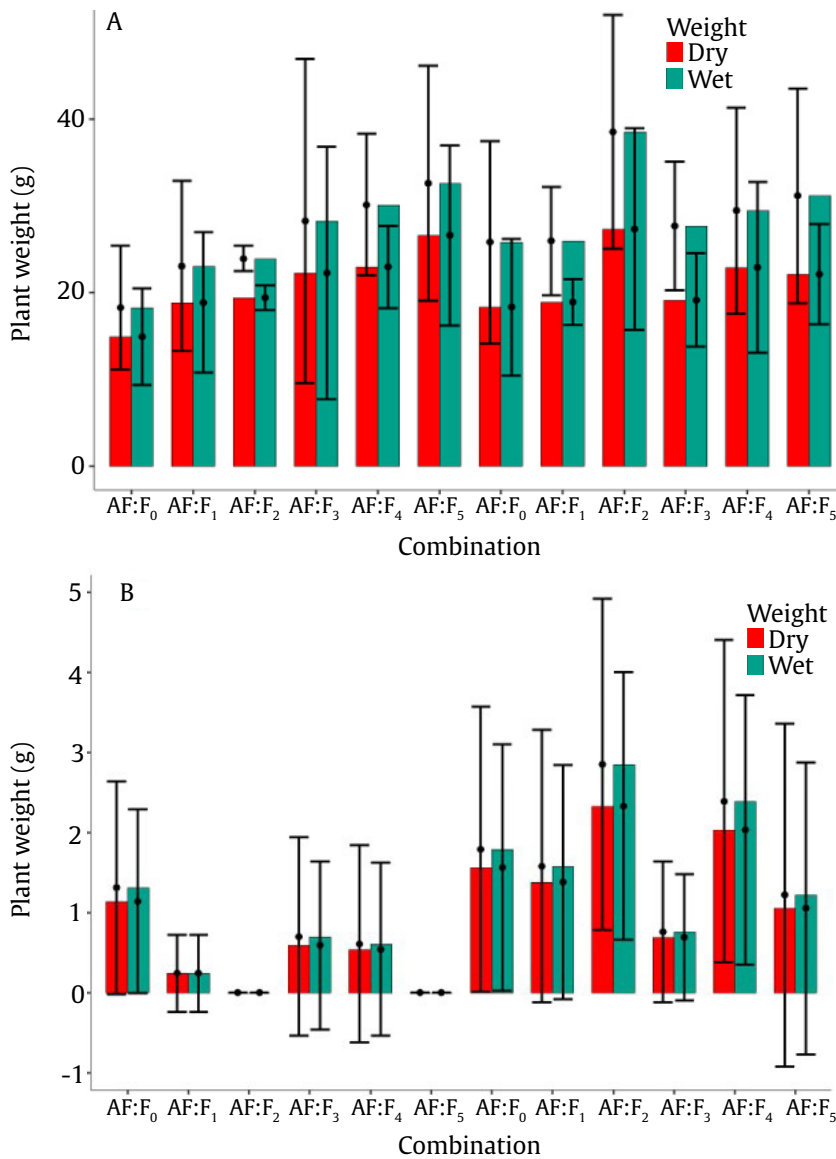 A
Weight
Dry
Wet
Plant weight (g)
40
20
0
AF:F₀ AF:F₁ AF:F₂ AF:F₃ AF:F₄ AF:F₅ AF:F₀ AF:F₁ AF:F₂ AF:F₃ AF:F₄ AF:F₅
Combination
B
Weight
Dry
Wet
Plant weight (g)
5
4
3
2
1
0
-1
AF:F₀ AF:F₁ AF:F₂ AF:F₃ AF:F₄ AF:F₅ AF:F₀ AF:F₁ AF:F₂ AF:F₃ AF:F₄ AF:F₅
Combination